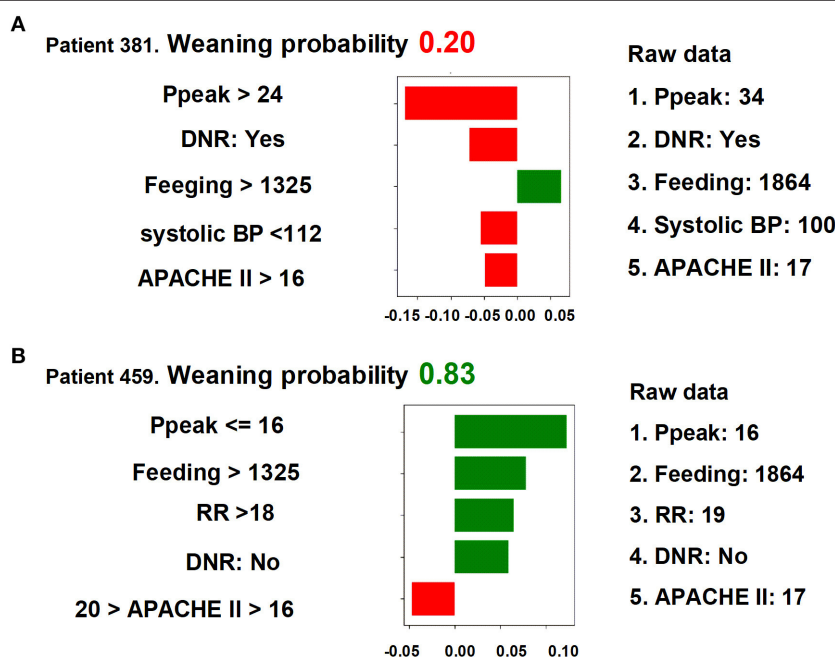 A
Patient 381. Weaning probability 0.20
Raw data
Ppeak > 24
1. Ppeak: 34
DNR: Yes
2. DNR: Yes
Feeging > 1325
3. Feeding: 1864
systolic BP <112
4. Systolic BP: 100
APACHE II > 16
5. APACHE II: 17
-0.15 -0.10 -0.05 0.00 0.05
B
Patient 459. Weaning probability 0.83
Raw data
Ppeak <= 16
1. Ppeak: 16
Feeding > 1325
2. Feeding: 1864
RR >18
3. RR: 19
DNR: No
4. DNR: No
20 > APACHE II > 16
5. APACHE II: 17
-0.05 0.00 0.05 0.10